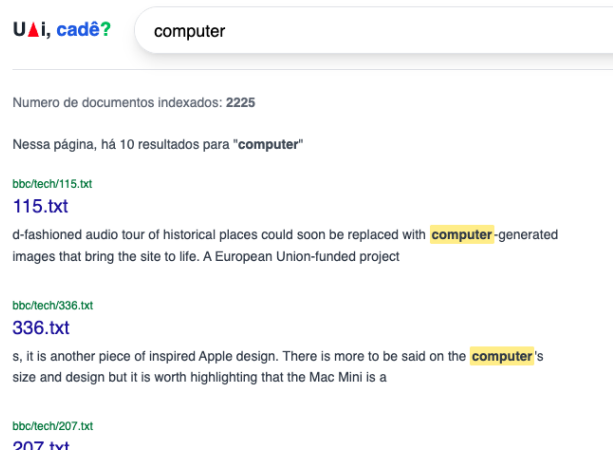 Uai, cadê?
computer
Numero de documentos indexados: 2225
Nessa página, há 10 resultados para "computer"
bbc/tech/115.txt
115.txt
d-fashioned audio tour of historical places could soon be replaced with computer-generated
images that bring the site to life. A European Union-funded project
bbc/tech/336.txt
336.txt
s, it is another piece of inspired Apple design. There is more to be said on the computer's
size and design but it is worth highlighting that the Mac Mini is a
bbc/tech/207.txt
207.txt